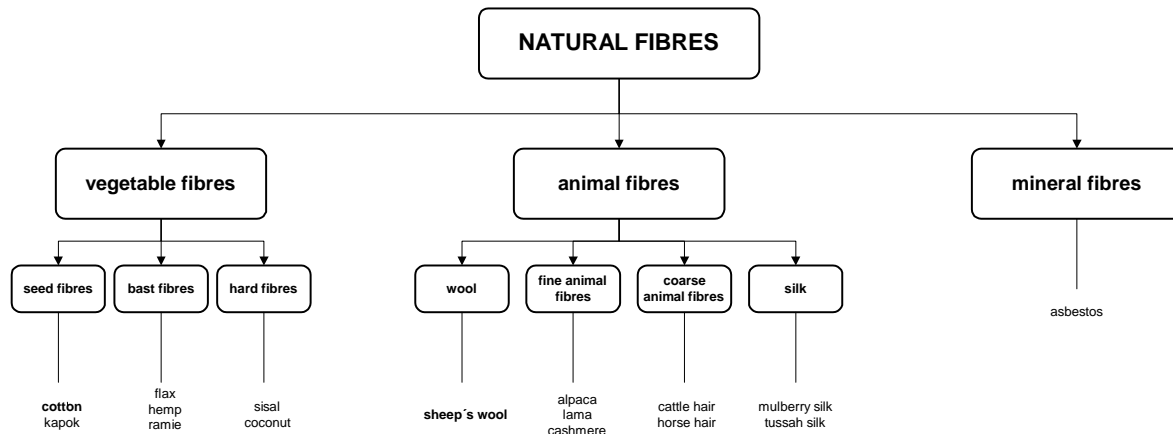 NATURAL FIBRES
vegetable fibres
animal fibres
mineral fibres
seed fibres
bast fibres
hard fibres
wool
fine animal
fibres
coarse
animal fibres
silk
asbestos
cotton
kapok
flax
hemp
ramie
sisal
coconut
sheep´s wool
alpaca
lama
cashmere
cattle hair
horse hair
mulberry silk
tussah silk